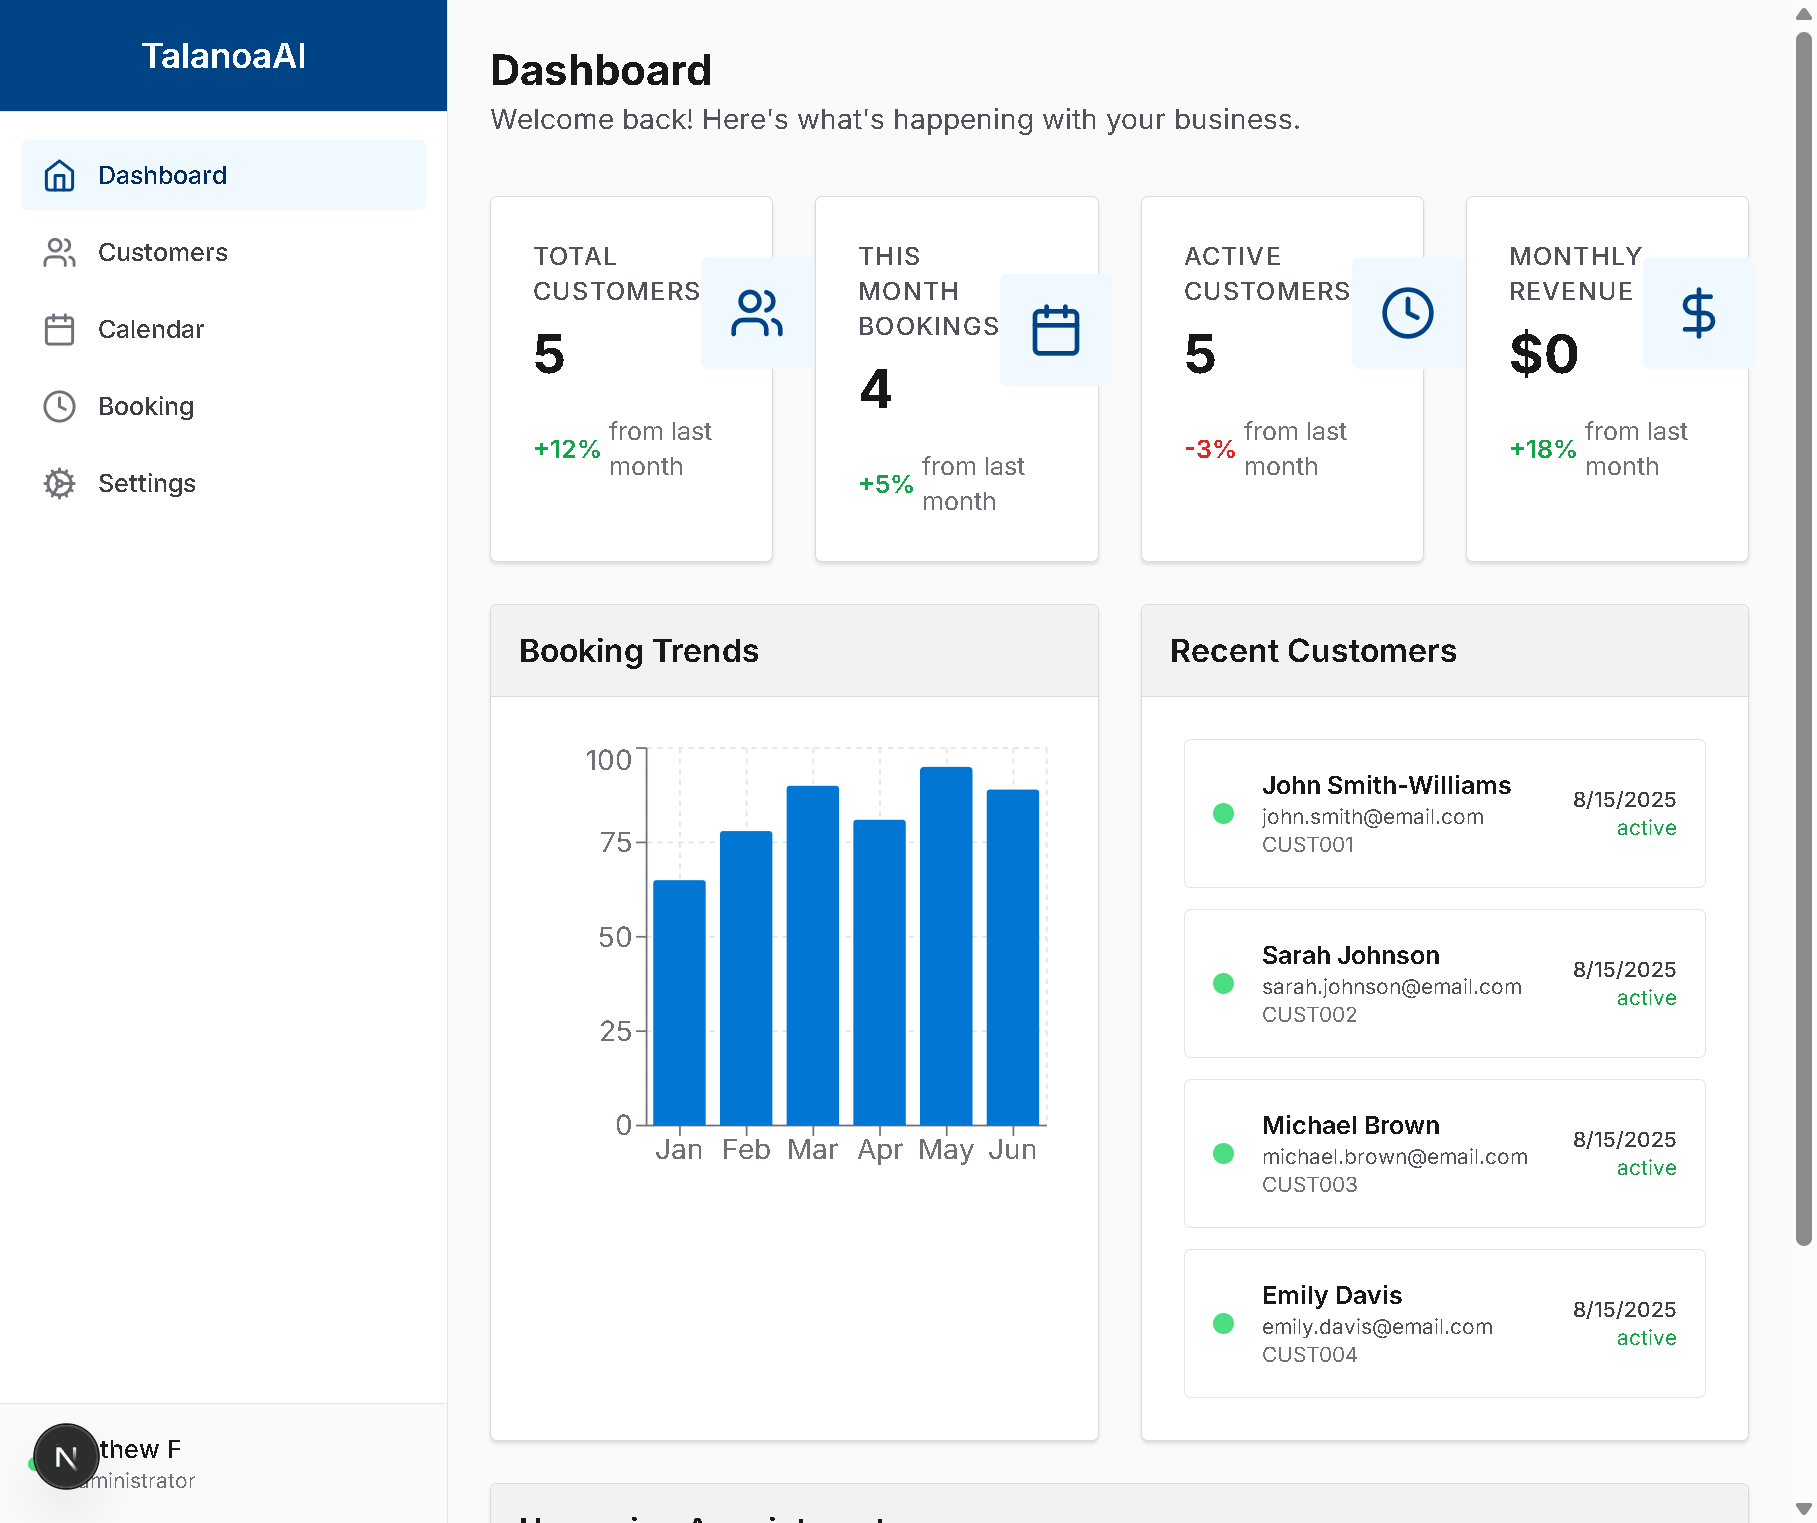 TalanoaAI
Dashboard
Customers
Calendar
Booking
Settings
N
thew F
ministrator
Dashboard
Welcome back! Here's what's happening with your business.
TOTAL
CUSTOMERS
5
+12% from last
month
THIS
MONTH
BOOKINGS
4
+5% from last
month
ACTIVE
CUSTOMERS
5
-3% from last
month
MONTHLY
REVENUE
$0
+18% from last
month
Booking Trends
100
75
50
25
0
Jan Feb Mar Apr May Jun
Recent Customers
John Smith-Williams
john.smith@email.com
CUST001
8/15/2025
active
Sarah Johnson
sarah.johnson@email.com
CUST002
8/15/2025
active
Michael Brown
michael.brown@email.com
CUST003
8/15/2025
active
Emily Davis
emily.davis@email.com
CUST004
8/15/2025
active